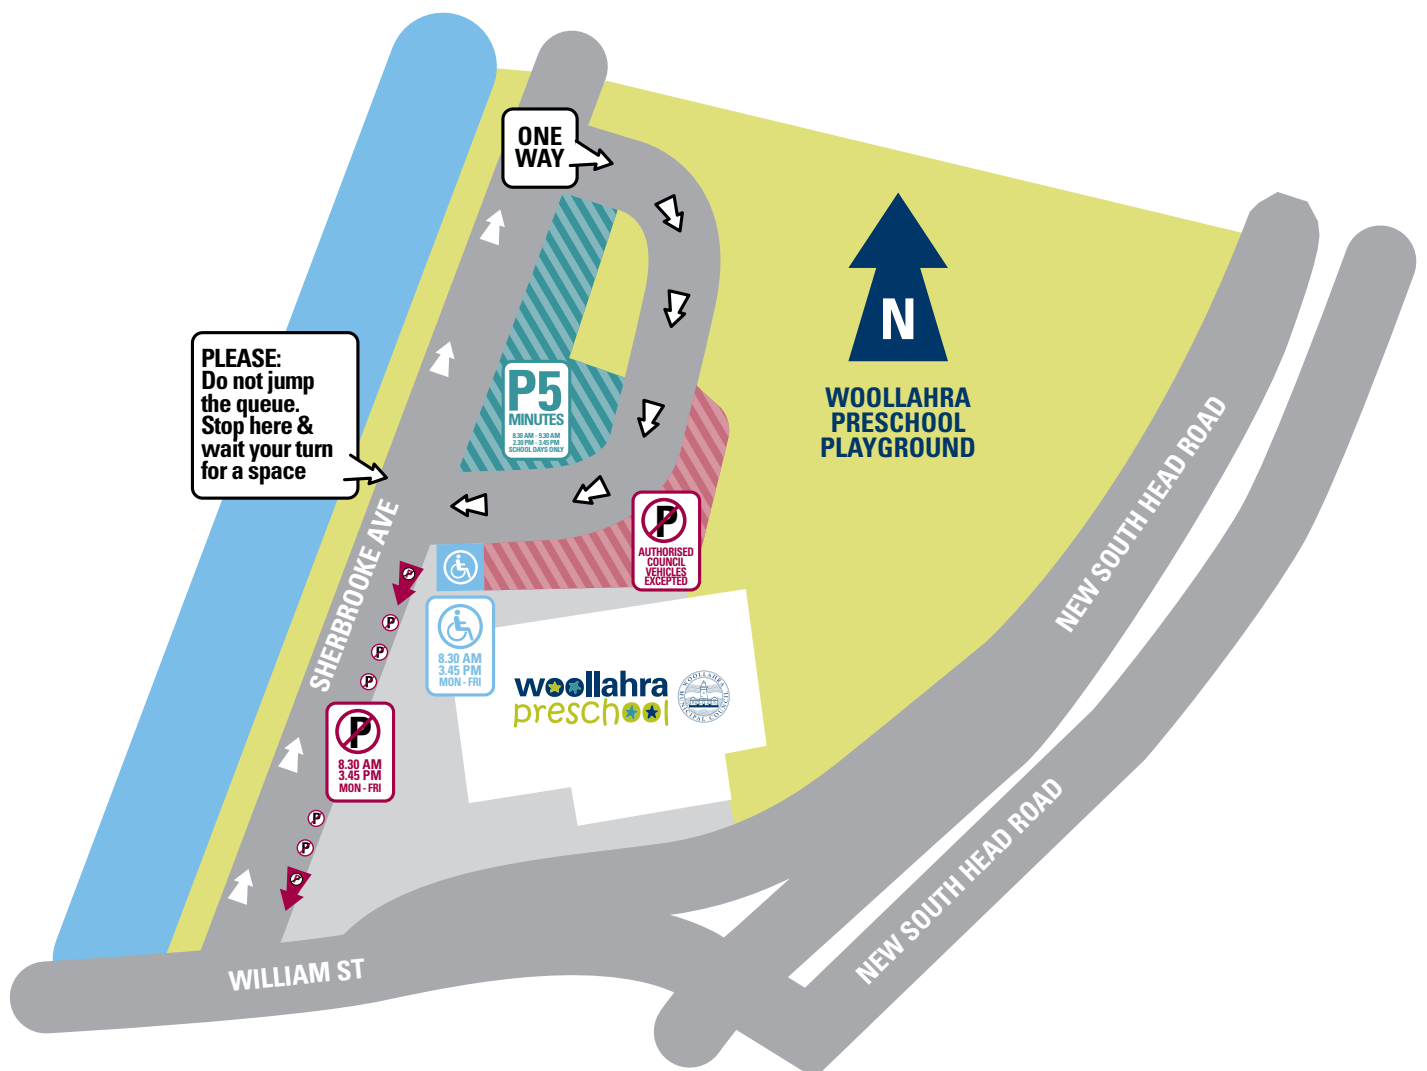 ONE
WAY
PLEASE:
Do not jump
the queue.
Stop here &
wait your turn
for a space
P5
MINUTES
8.30 AM - 9.30 AM
2.30 PM - 3.45 PM
SCHOOL DAYS ONLY
N
WOOLLAHRA
PRESCHOOL
PLAYGROUND
NEW SOUTH HEAD ROAD
SHERBROOKE AVE
P
AUTHORISED
COUNCIL
VEHICLES
EXCEPTED
P
P
P
P
8.30 AM
3.45 PM
MON - FRI
woollahra
preschool
WOOLLAHRA
MUNICIPAL COUNCIL
P
8.30 AM
3.45 PM
MON - FRI
P
P
P
NEW SOUTH HEAD ROAD
WILLIAM ST